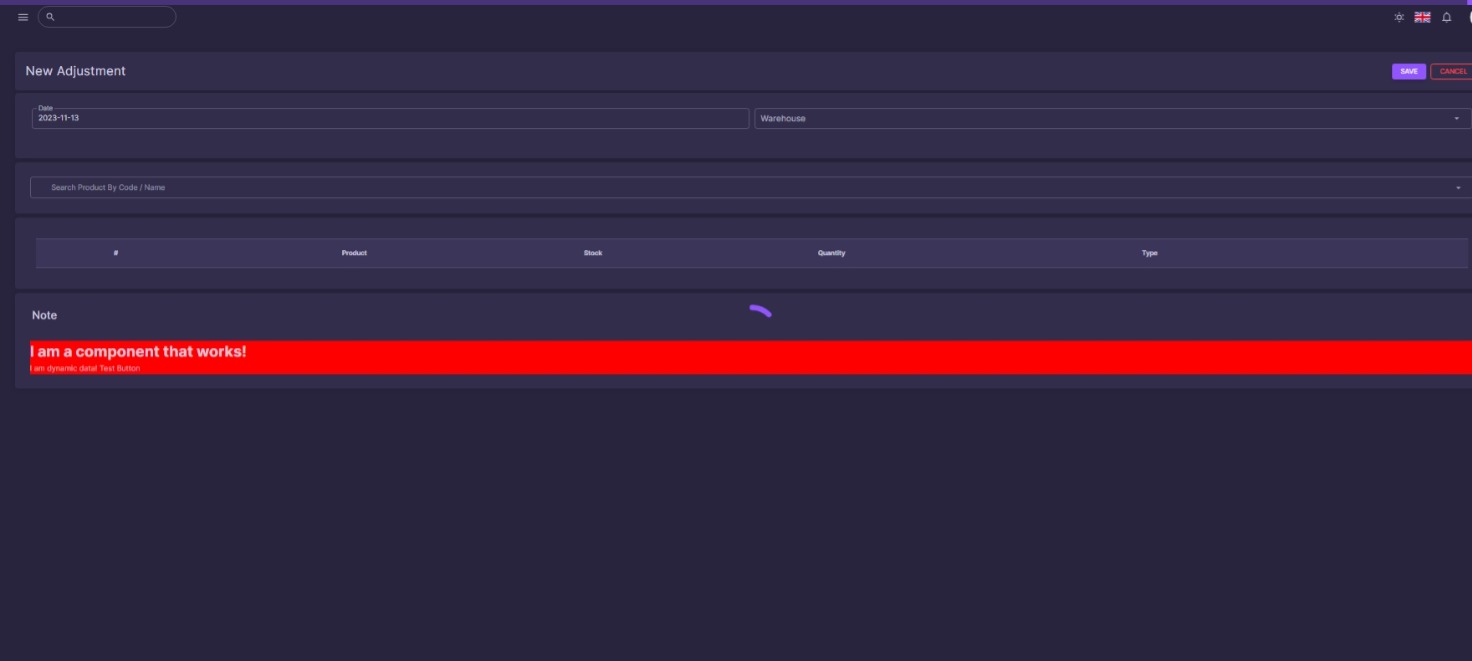 New Adjustment
SAVE
CANCEL
Date
2023-11-13
Warehouse
Search Product By Code / Name
# Product Stock Quantity Type
Note
I am a component that works!
I am dynamic data! Test Button